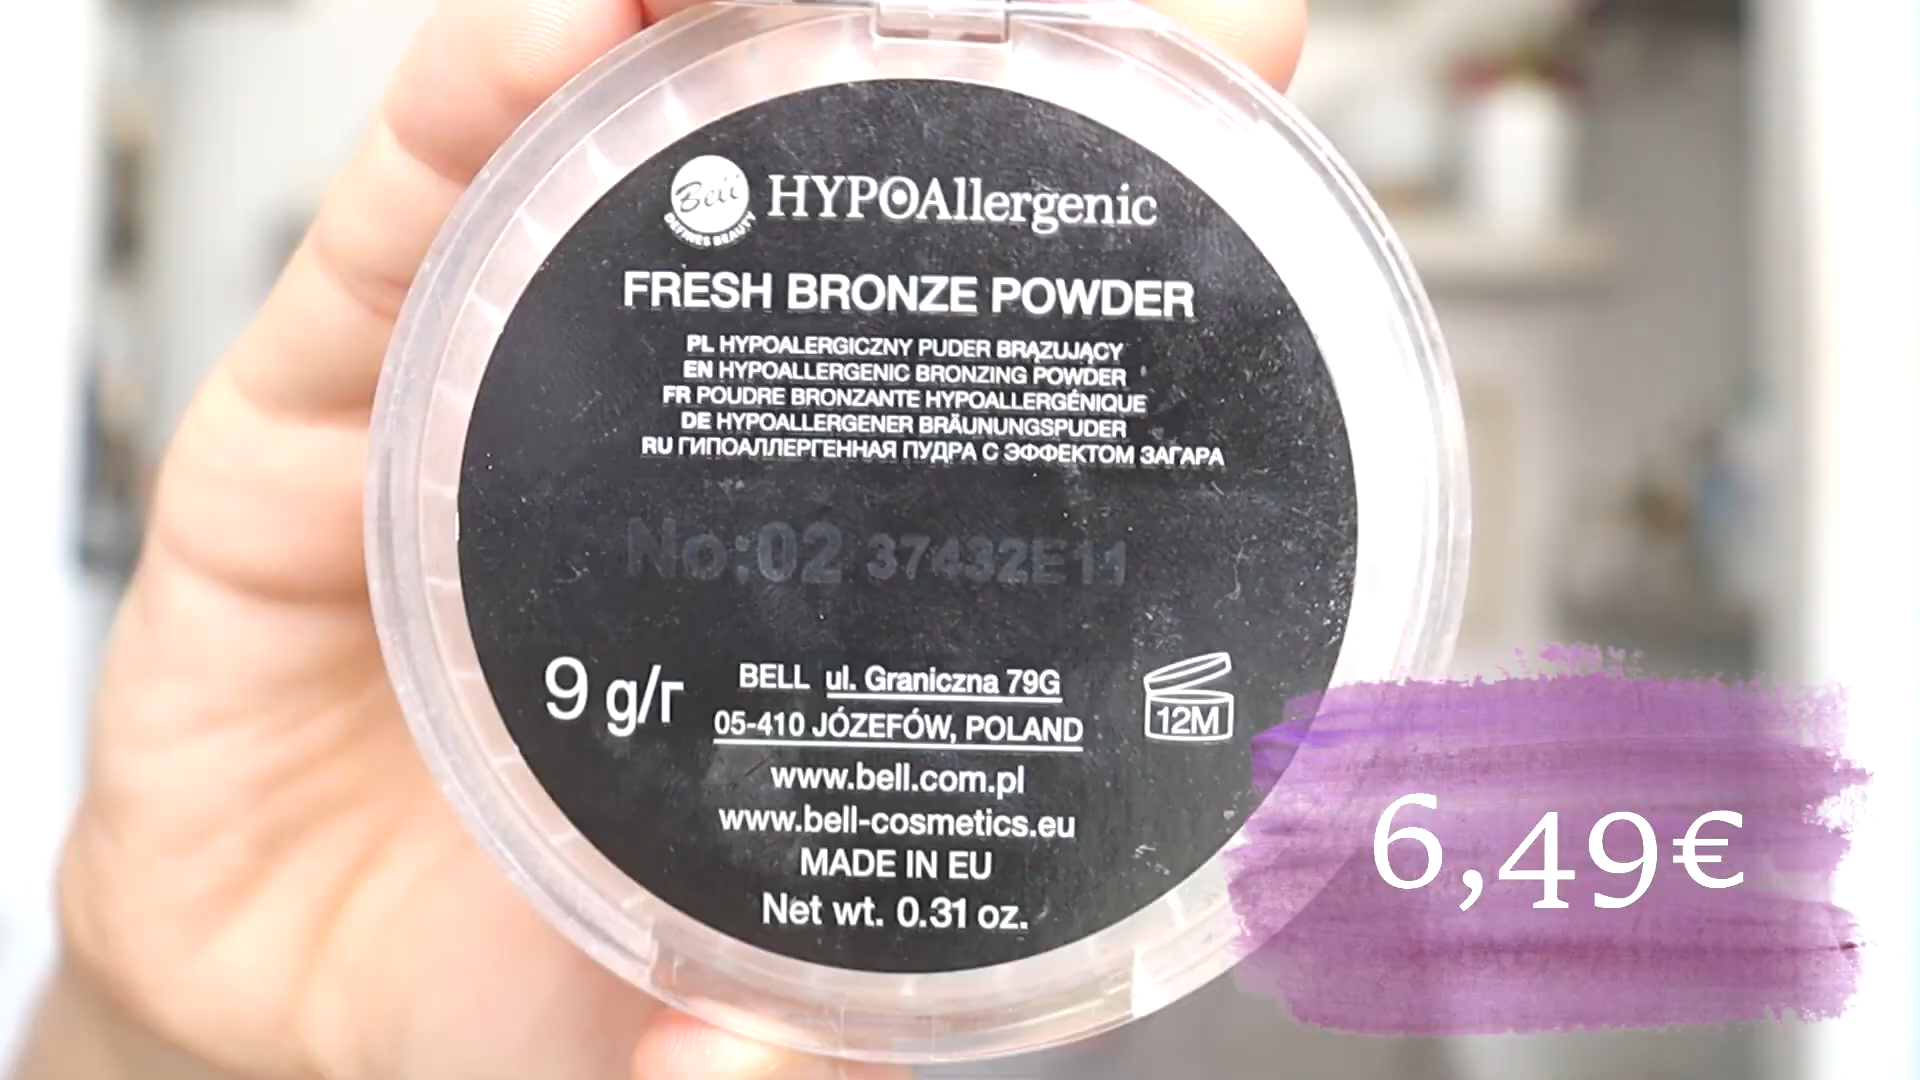 Bell HYPOAllergenic
DEFINES BEAUTY
FRESH BRONZE POWDER
PL HYPOALERGICZNY PUDER BRĄZUJĄCY
EN HYPOALLERGENIC BRONZING POWDER
FR POUDRE BRONZANTE HYPOALLERGÉNIQUE
DE HYPOALLERGENER BRÄUNUNGSPUDER
RU ГИПОАЛЛЕРГЕННАЯ ПУДРА С ЭФФЕКТОМ ЗАГАРА
No:02 37432E11
9 g/г
BELL ul. Graniczna 79G
05-410 JÓZEFÓW, POLAND
12M
www.bell.com.pl
www.bell-cosmetics.eu
MADE IN EU
Net wt. 0.31 oz.
6,49€